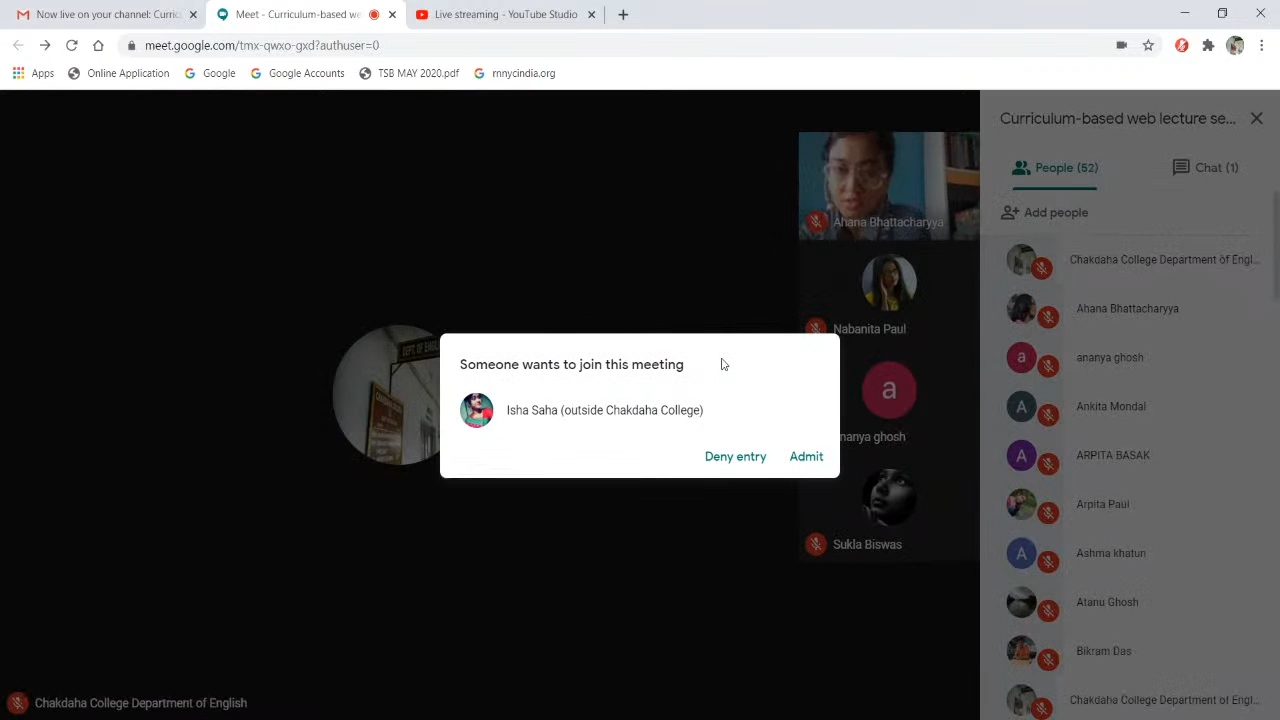 Now live on your channel: Curric
Meet - Curriculum-based we
Live streaming - YouTube Studio
meet.google.com/tmx-qwxo-gxd?authuser=0
Apps
Online Application
Google
Google Accounts
TSB MAY 2020.pdf
rnnycindia.org
Curriculum-based web lecture se...
People (52)
Chat (1)
Add people
Ahana Bhattacharyya
Nabanita Paul
a
nanya ghosh
Sukla Biswas
DEPT. OF ENGL
Someone wants to join this meeting
Isha Saha (outside Chakdaha College)
Deny entry
Admit
Chakdaha College Department of Engl...
Ahana Bhattacharyya
a
ananya ghosh
A
Ankita Mondal
A
ARPITA BASAK
Arpita Paul
A
Ashma khatun
Atanu Ghosh
Bikram Das
Chakdaha College Department of Engl...
Chakdaha College Department of English